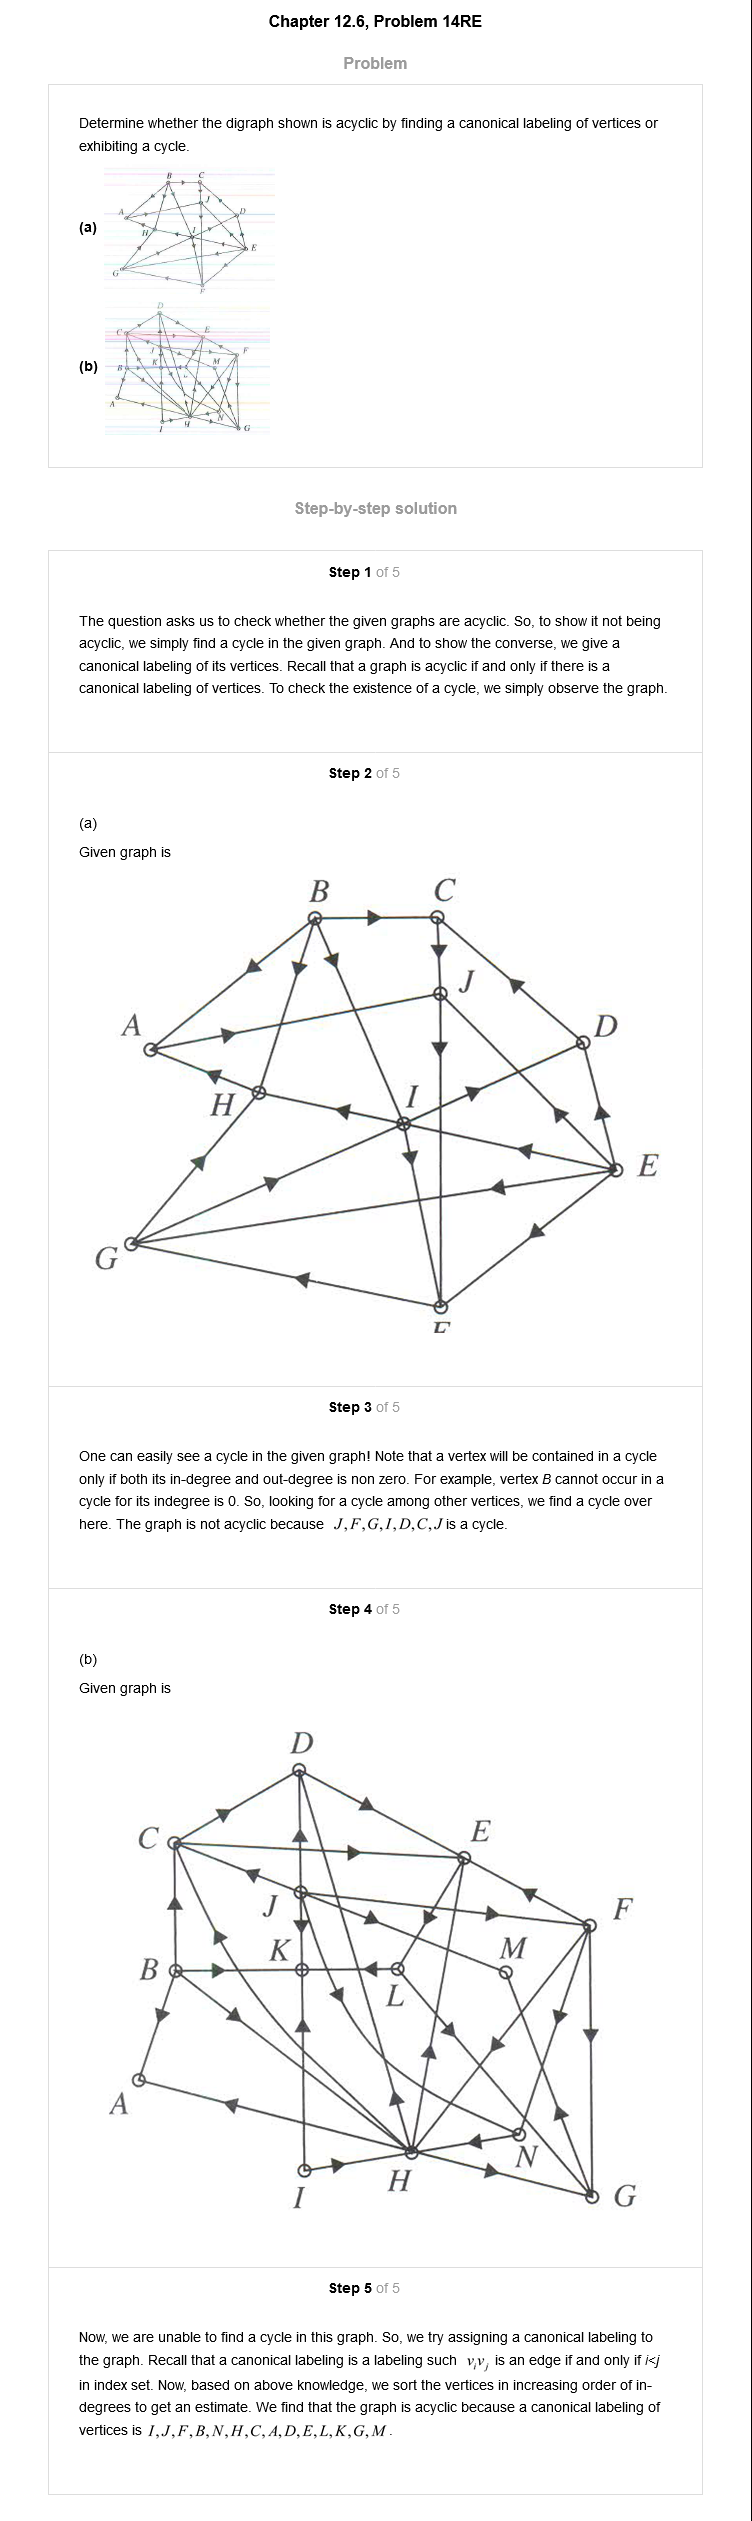 Chapter 12.6, Problem 14RE
Problem
Determine whether the digraph shown is acyclic by finding a canonical labeling of vertices or
exhibiting a cycle.
(a)
B C
J
A D
H I
E
G
F
(b)
D
C E
J F
B K M
A
N
I H G
Step-by-step solution
Step 1 of 5
The question asks us to check whether the given graphs are acyclic. So, to show it not being
acyclic, we simply find a cycle in the given graph. And to show the converse, we give a
canonical labeling of its vertices. Recall that a graph is acyclic if and only if there is a
canonical labeling of vertices. To check the existence of a cycle, we simply observe the graph.
Step 2 of 5
(a)
Given graph is
B C
J
A D
H I
E
G
F
Step 3 of 5
One can easily see a cycle in the given graph! Note that a vertex will be contained in a cycle
only if both its in-degree and out-degree is non zero. For example, vertex B cannot occur in a
cycle for its indegree is 0. So, looking for a cycle among other vertices, we find a cycle over
here. The graph is not acyclic because J,F,G,I,D,C,J is a cycle.
Step 4 of 5
(b)
Given graph is
D
C E
J F
B K M
L
A
N
I H G
Step 5 of 5
Now, we are unable to find a cycle in this graph. So, we try assigning a canonical labeling to
the graph. Recall that a canonical labeling is a labeling such vᵢvⱼ is an edge if and only if i<j
in index set. Now, based on above knowledge, we sort the vertices in increasing order of in-
degrees to get an estimate. We find that the graph is acyclic because a canonical labeling of
vertices is I,J,F,B,N,H,C,A,D,E,L,K,G,M.